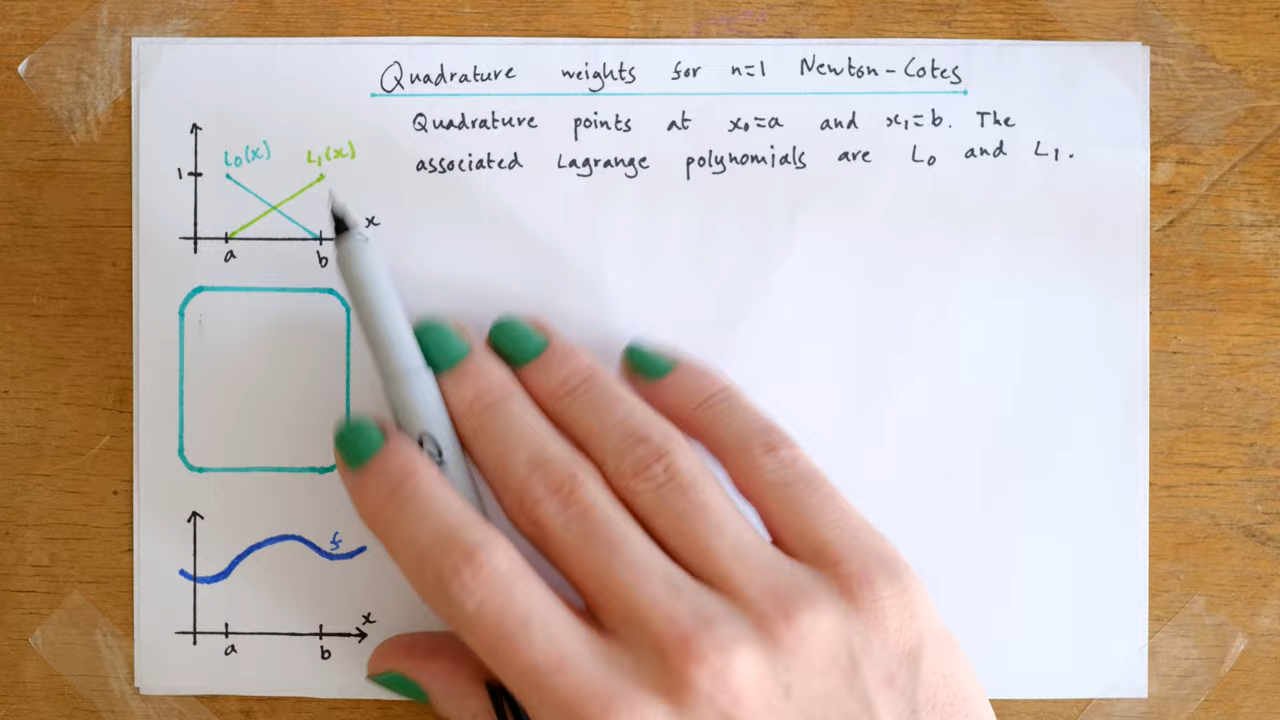 Quadrature weights for n=1 Newton-Cotes
Quadrature points at x₀=a and x₁=b. The
associated Lagrange polynomials are L₀ and L₁.
L₀(x) L₁(x)
1
x
a b
f
x
a b